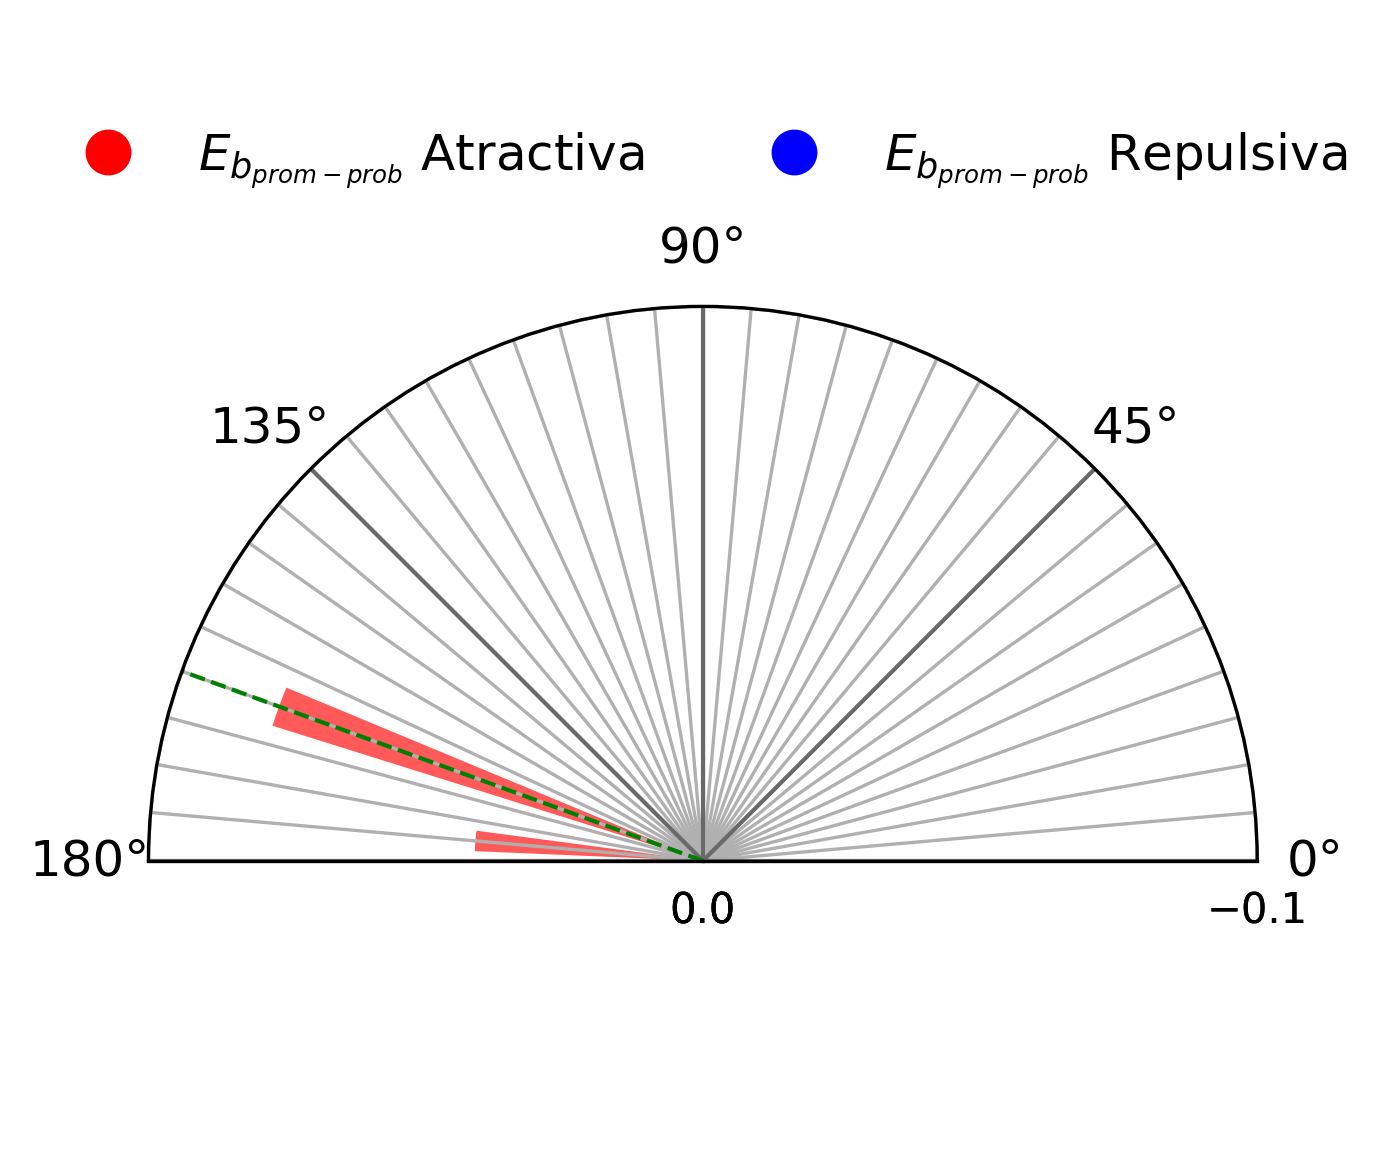 E_{b_{prom−prob}} Atractiva E_{b_{prom−prob}} Repulsiva
90°
135° 45°
180° 0°
0.0 −0.1